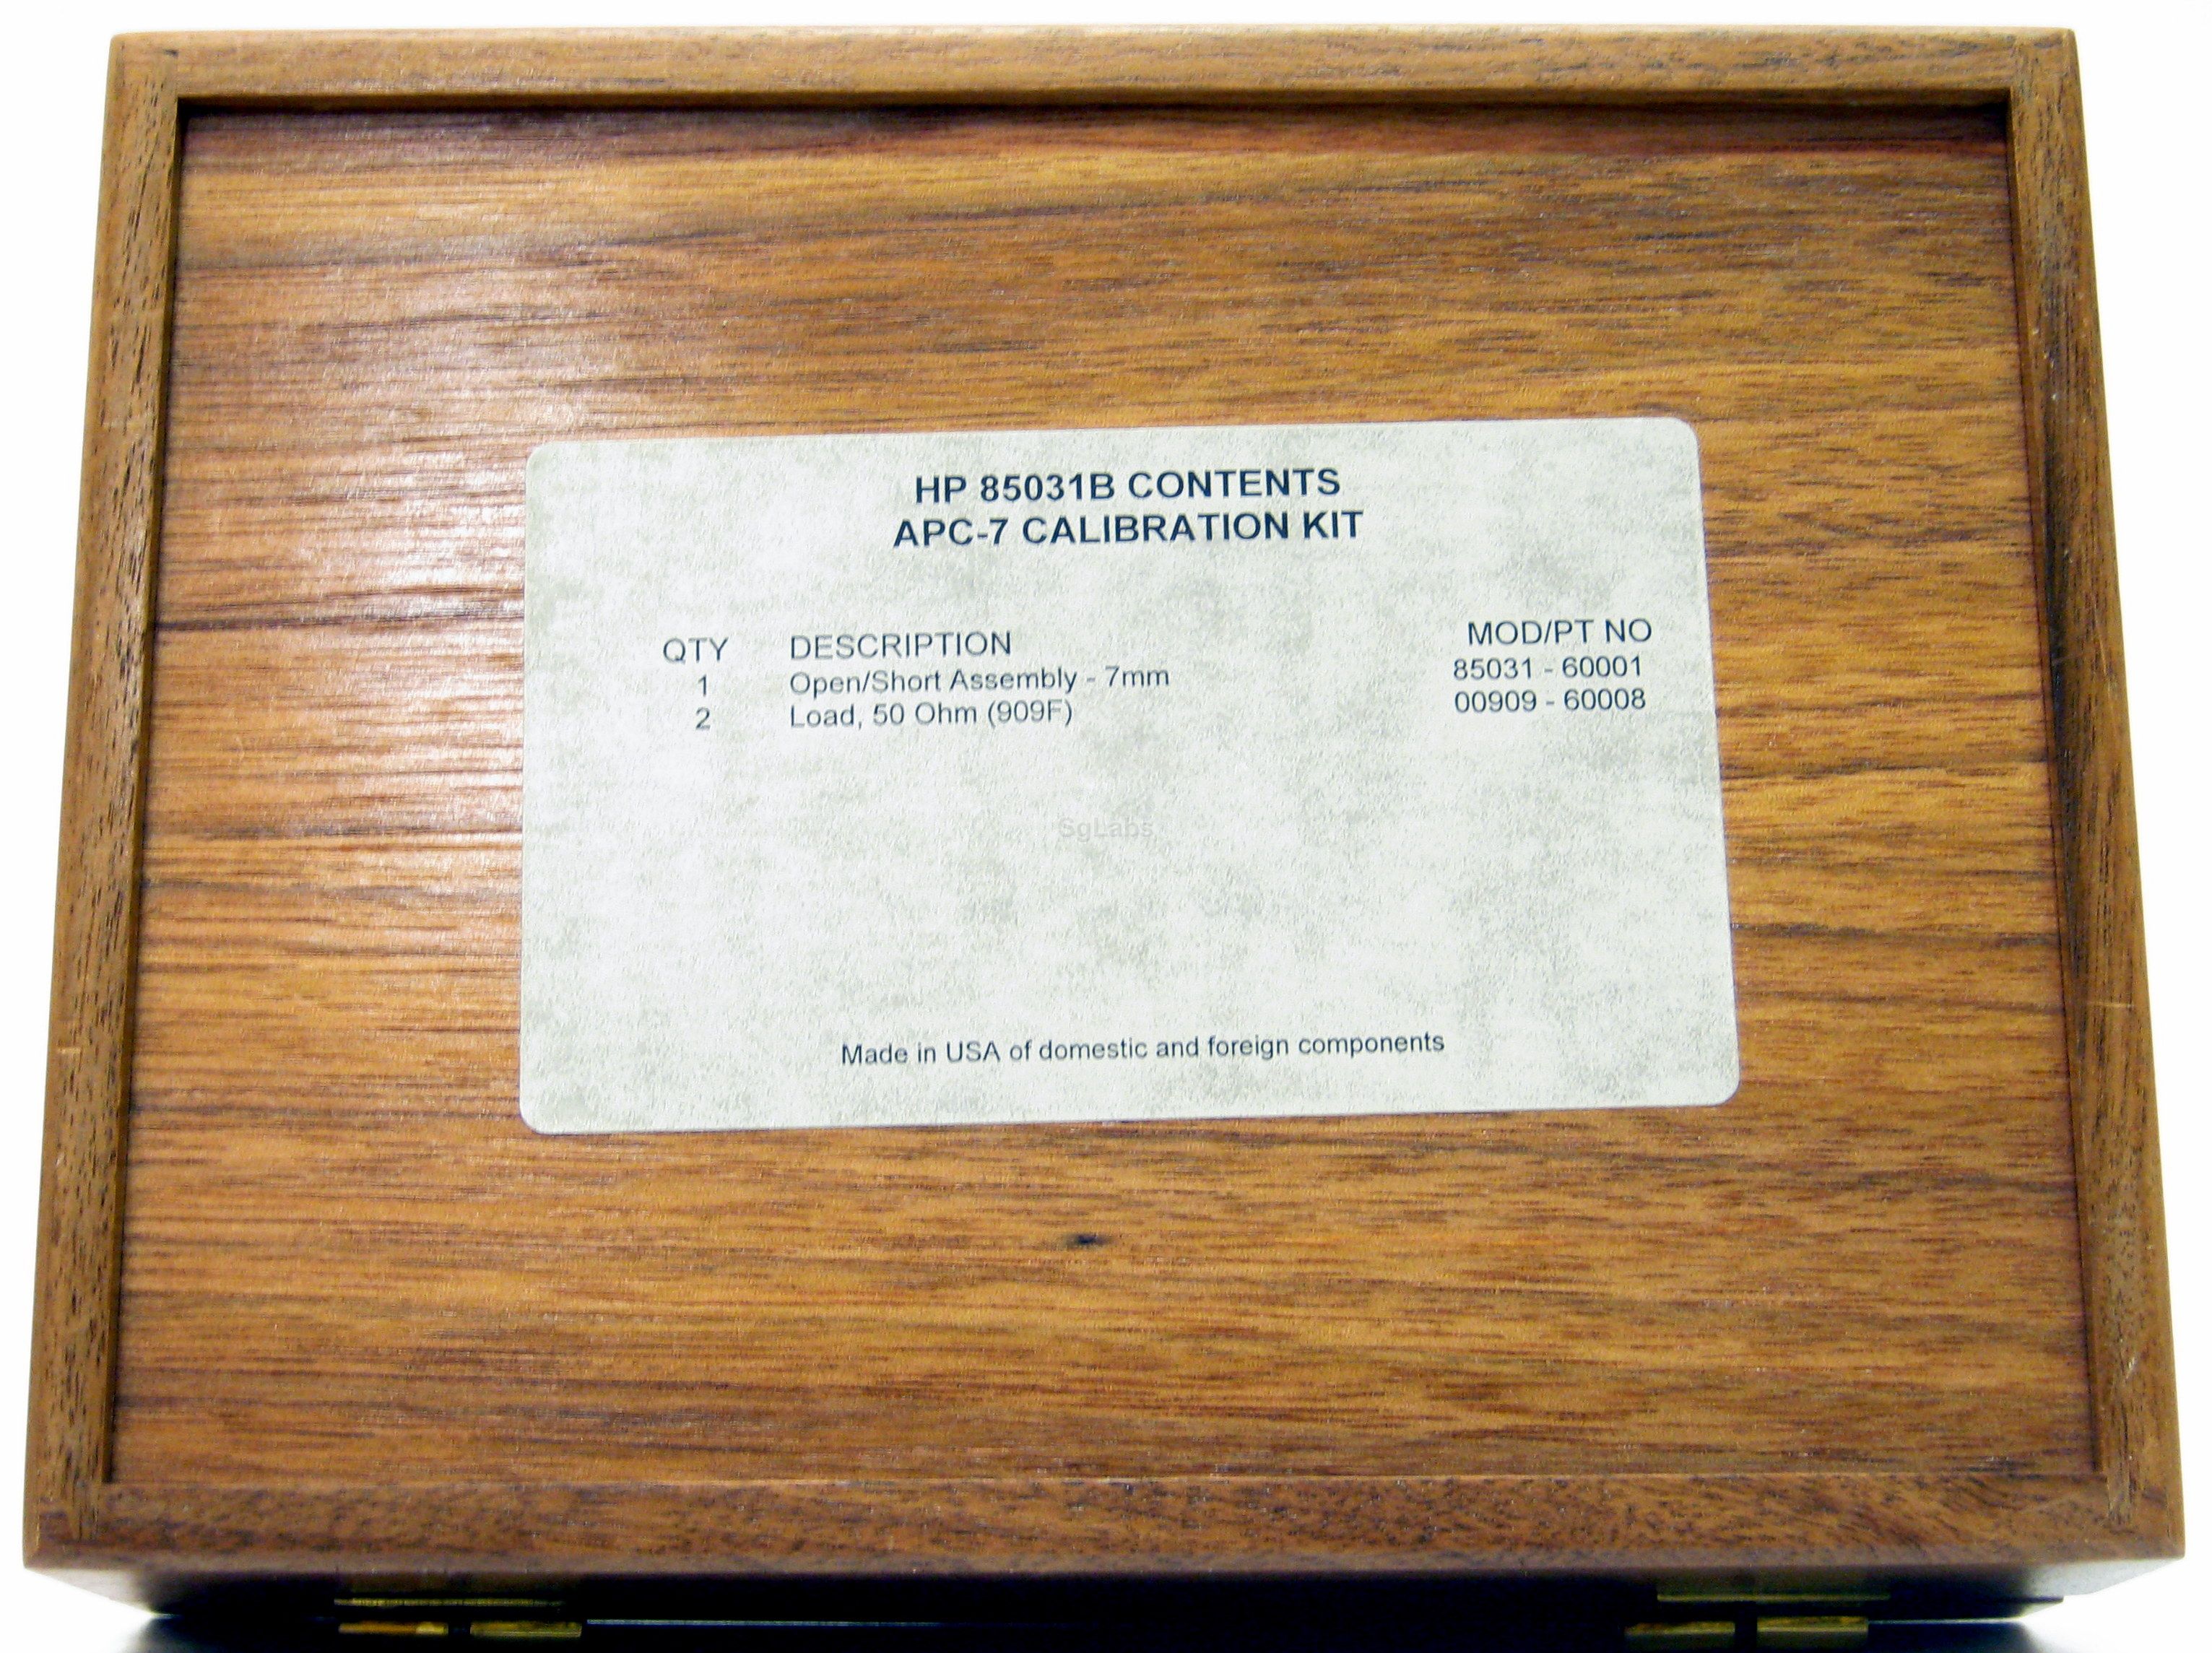 HP 85031B CONTENTS
APC-7 CALIBRATION KIT
QTY DESCRIPTION MOD/PT NO
1 Open/Short Assembly - 7mm 85031 - 60001
2 Load, 50 Ohm (909F) 00909 - 60008
SgLabs
Made in USA of domestic and foreign components